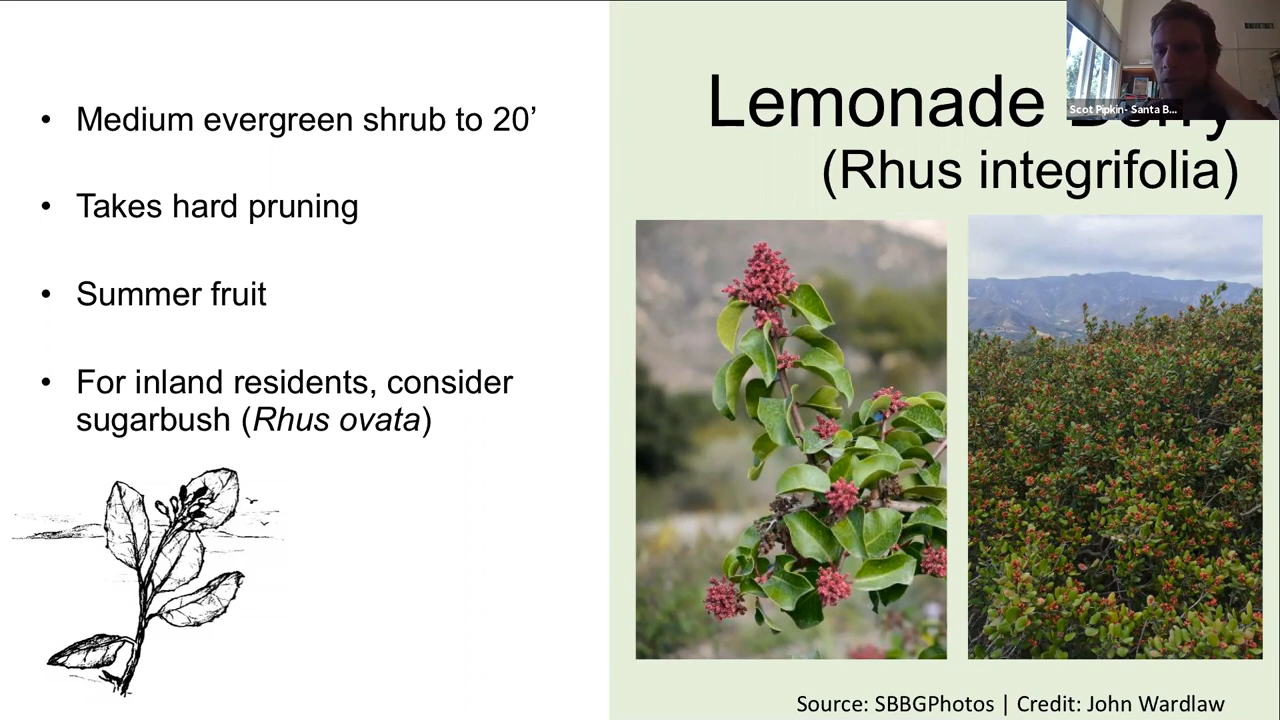 • Medium evergreen shrub to 20’
• Takes hard pruning
• Summer fruit
• For inland residents, consider
sugarbush (Rhus ovata)
Lemonade
(Rhus integrifolia)
Scot Pipkin- Santa B...
Source: SBBGPhotos | Credit: John Wardlaw